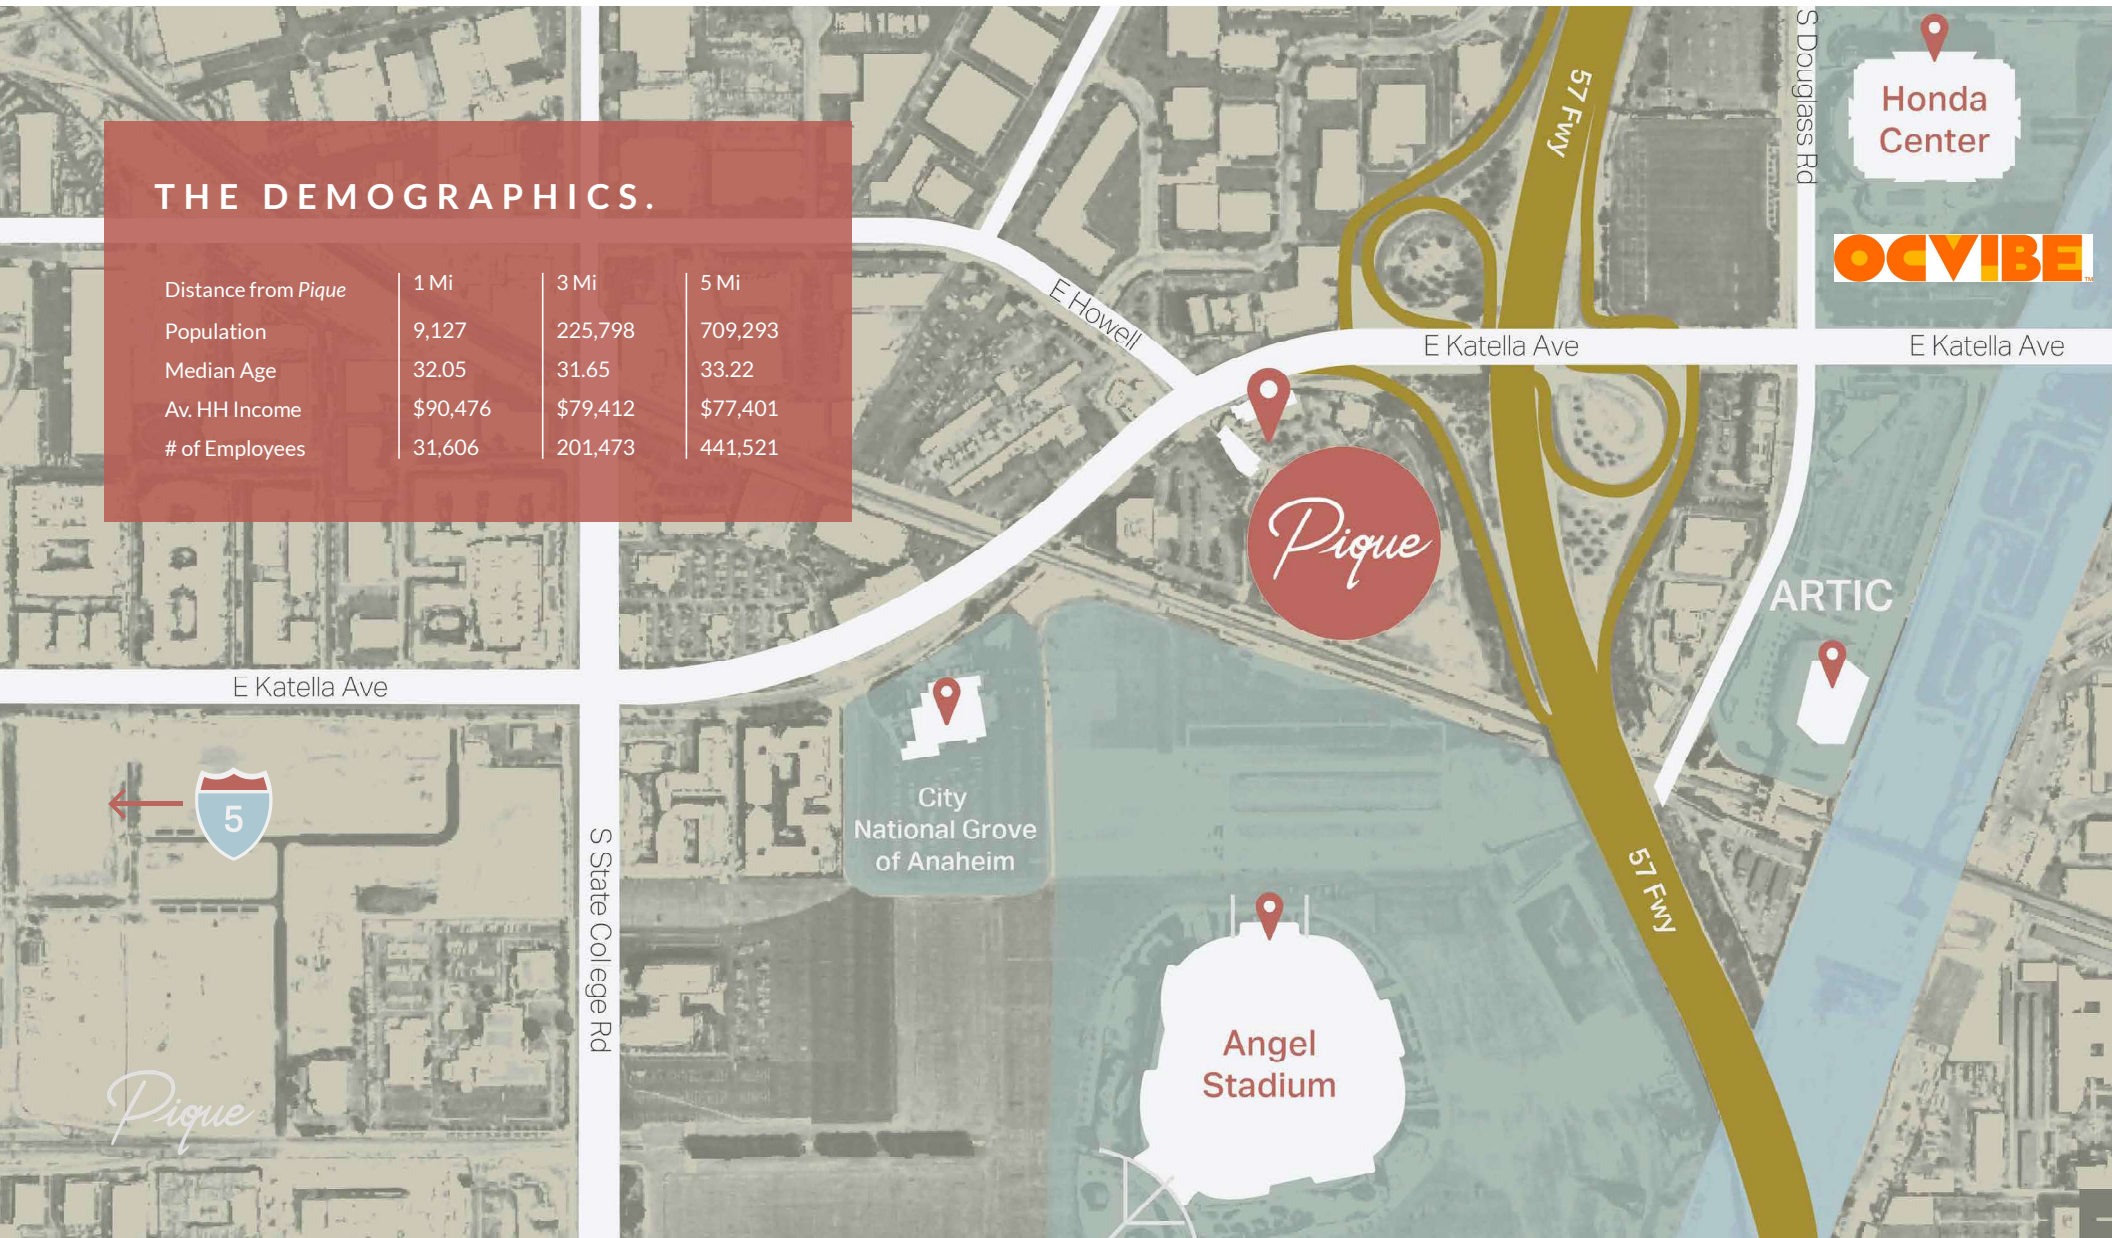 THE DEMOGRAPHICS.
Distance from Pique 1 Mi 3 Mi 5 Mi
Population 9,127 225,798 709,293
Median Age 32.05 31.65 33.22
Av. HH Income $90,476 $79,412 $77,401
# of Employees 31,606 201,473 441,521
57 Fwy
S Douglass Rd
Honda
Center
OCVIBE™
E Howell
E Katella Ave
E Katella Ave
Pique
ARTIC
E Katella Ave
5
City
National Grove
of Anaheim
S State College Rd
57 Fwy
Angel
Stadium
Pique